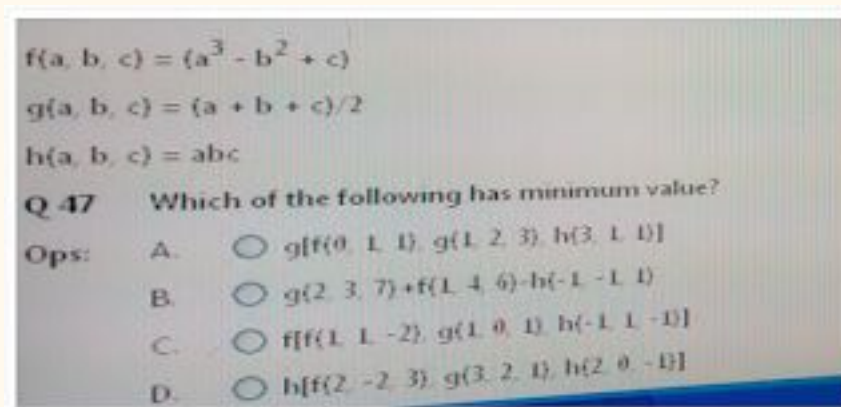 f(a, b, c) = (a³ - b² + c)
g(a, b, c) = (a + b + c)/2
h(a, b, c) = abc
Q 47 Which of the following has minimum value?
Ops: A. g[f(0, 1, 1), g(1, 2, 3), h(3, 1, 1)]
B. g(2, 3, 7)+f(1, 4, 6)-h(-1, -1, 1)
C. f[f(1, 1, -2), g(1, 0, 1), h(-1, 1, -1)]
D. h[f(2, -2, 3), g(3, 2, 1), h(2, 0, -1)]